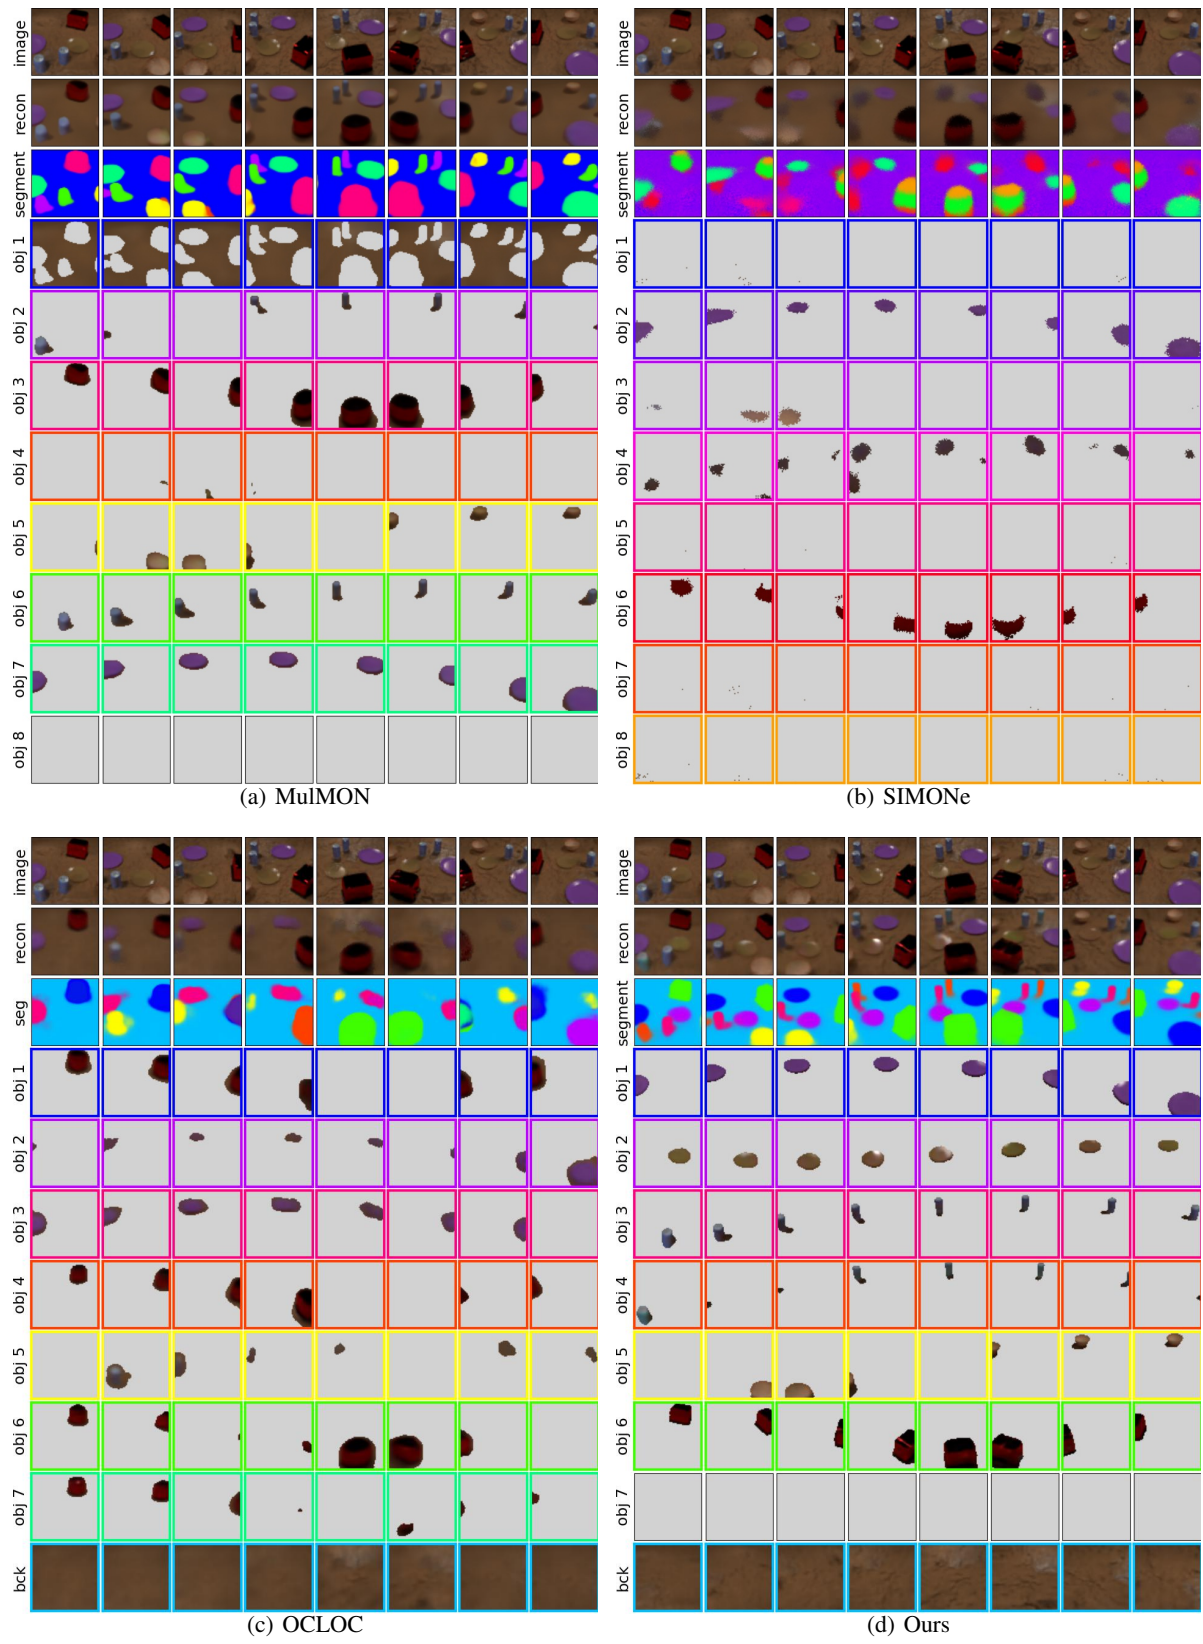 image
recon
segment
obj 1
obj 2
obj 3
obj 4
obj 5
obj 6
obj 7
obj 8
(a) MulMON
image
recon
segment
obj 1
obj 2
obj 3
obj 4
obj 5
obj 6
obj 7
obj 8
(b) SIMONe
image
recon
seg
obj 1
obj 2
obj 3
obj 4
obj 5
obj 6
obj 7
bck
(c) OCLOC
image
recon
segment
obj 1
obj 2
obj 3
obj 4
obj 5
obj 6
obj 7
bck
(d) Ours